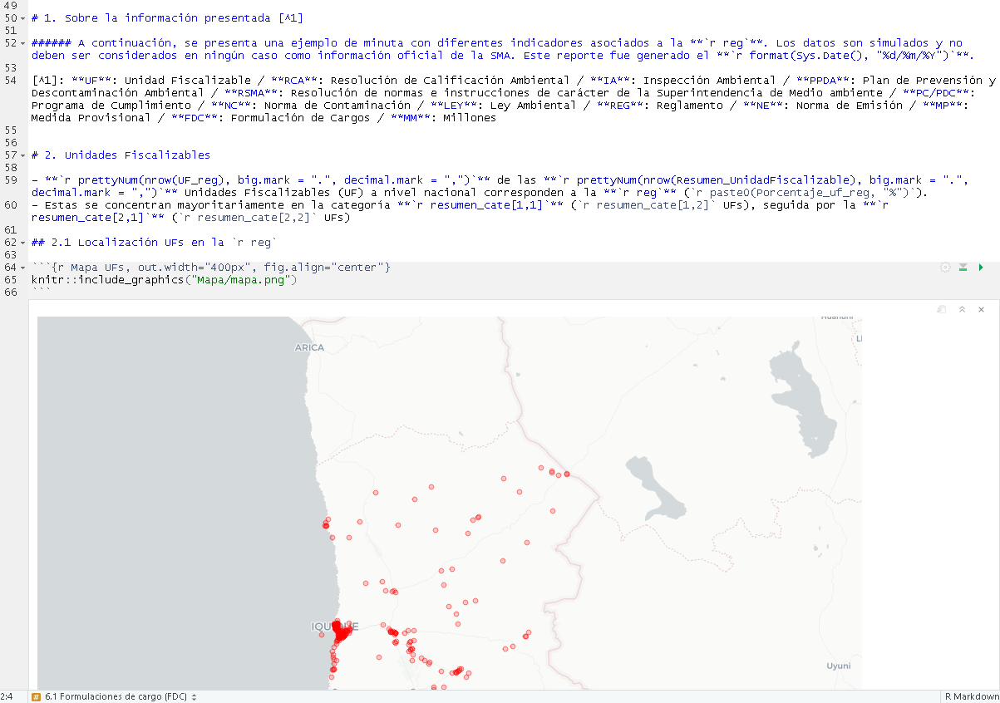 49
50 # 1. Sobre la información presentada [^1]
51
52 ###### A continuación, se presenta una ejemplo de minuta con diferentes indicadores asociados a la **`r reg`**. Los datos son simulados y no
deben ser considerados en ningún caso como información oficial de la SMA. Este reporte fue generado el **`r format(Sys.Date(), "%d/%m/%Y")`**.
53
54 [^1]: **UF**: Unidad Fiscalizable / **RCA**: Resolución de Calificación Ambiental / **IA**: Inspección Ambiental / **PPDA**: Plan de Prevención y
Descontaminación Ambiental / **RSMA**: Resolución de normas e instrucciones de carácter de la Superintendencia de Medio ambiente / **PC/PDC**:
Programa de Cumplimiento / **NC**: Norma de Contaminación / **LEY**: Ley Ambiental / **REG**: Reglamento / **NE**: Norma de Emisión / **MP**:
Medida Provisional / **FDC**: Formulación de Cargos / **MM**: Millones
55
56
57 # 2. Unidades Fiscalizables
58
59 - **`r prettyNum(nrow(UF_reg), big.mark = ".", decimal.mark = ",")`** de las **`r prettyNum(nrow(Resumen_UnidadFiscalizable), big.mark = ".",
decimal.mark = ",")`** Unidades Fiscalizables (UF) a nivel nacional corresponden a la **`r reg`** (`r paste0(Porcentaje_uf_reg, "%")`).
60 - Estas se concentran mayoritariamente en la categoría **`r resumen_cate[1,1]`** (`r resumen_cate[1,2]` UFs), seguida por la **`r
resumen_cate[2,1]`** (`r resumen_cate[2,2]` UFs)
61
62 ## 2.1 Localización UFs en la `r reg`
63
64 ```{r Mapa UFs, out.width="400px", fig.align="center"}
65 knitr::include_graphics("Mapa/mapa.png")
66 ```
Huanuni
ARICA
IQUIQUE
Uyuni
2:4 # 6.1 Formulaciones de cargo (FDC) R Markdown